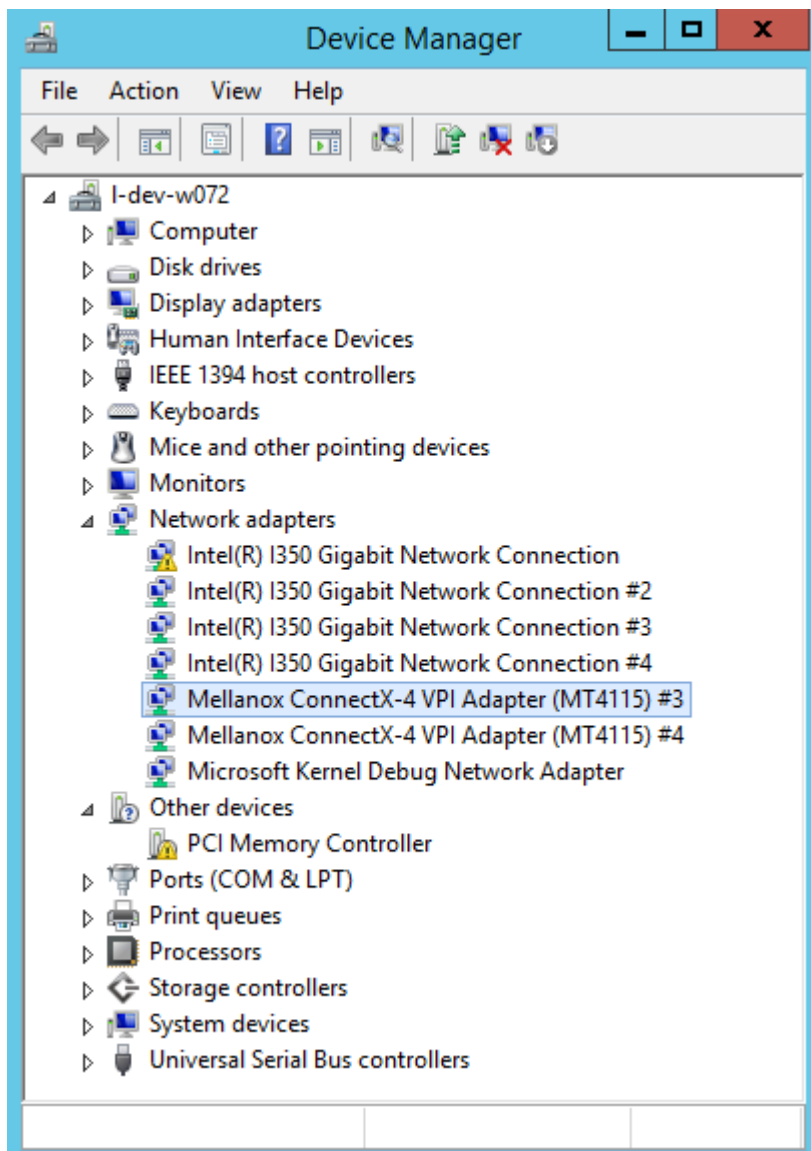 Device Manager
File Action View Help
l-dev-w072
Computer
Disk drives
Display adapters
Human Interface Devices
IEEE 1394 host controllers
Keyboards
Mice and other pointing devices
Monitors
Network adapters
Intel(R) I350 Gigabit Network Connection
Intel(R) I350 Gigabit Network Connection #2
Intel(R) I350 Gigabit Network Connection #3
Intel(R) I350 Gigabit Network Connection #4
Mellanox ConnectX-4 VPI Adapter (MT4115) #3
Mellanox ConnectX-4 VPI Adapter (MT4115) #4
Microsoft Kernel Debug Network Adapter
Other devices
PCI Memory Controller
Ports (COM & LPT)
Print queues
Processors
Storage controllers
System devices
Universal Serial Bus controllers